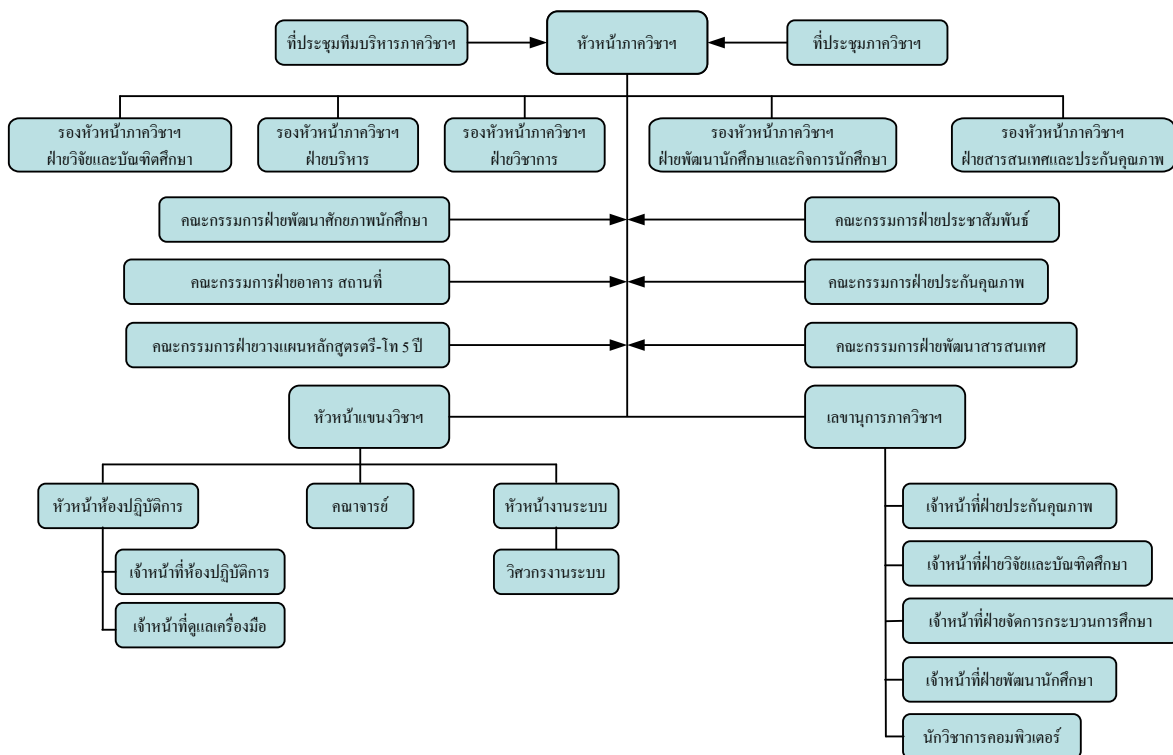 ที่ประชุมทีมบริหารภาควิชาฯ
หัวหน้าภาควิชาฯ
ที่ประชุมภาควิชาฯ
รองหัวหน้าภาควิชาฯ
ฝ่ายวิจัยและบัณฑิตศึกษา
รองหัวหน้าภาควิชาฯ
ฝ่ายบริหาร
รองหัวหน้าภาควิชาฯ
ฝ่ายวิชาการ
รองหัวหน้าภาควิชาฯ
ฝ่ายพัฒนานักศึกษาและกิจการนักศึกษา
รองหัวหน้าภาควิชาฯ
ฝ่ายสารสนเทศและประกันคุณภาพ
คณะกรรมการฝ่ายพัฒนาศักยภาพนักศึกษา
คณะกรรมการฝ่ายประชาสัมพันธ์
คณะกรรมการฝ่ายอาคาร สถานที่
คณะกรรมการฝ่ายประกันคุณภาพ
คณะกรรมการฝ่ายวางแผนหลักสูตรตรี-โท 5 ปี
คณะกรรมการฝ่ายพัฒนาสารสนเทศ
หัวหน้าแขนงวิชาฯ
เลขานุการภาควิชาฯ
หัวหน้าห้องปฏิบัติการ
คณาจารย์
หัวหน้างานระบบ
เจ้าหน้าที่ห้องปฏิบัติการ
เจ้าหน้าที่ดูแลเครื่องมือ
วิศวกรงานระบบ
เจ้าหน้าที่ฝ่ายประกันคุณภาพ
เจ้าหน้าที่ฝ่ายวิจัยและบัณฑิตศึกษา
เจ้าหน้าที่ฝ่ายจัดการกระบวนการศึกษา
เจ้าหน้าที่ฝ่ายพัฒนานักศึกษา
นักวิชาการคอมพิวเตอร์